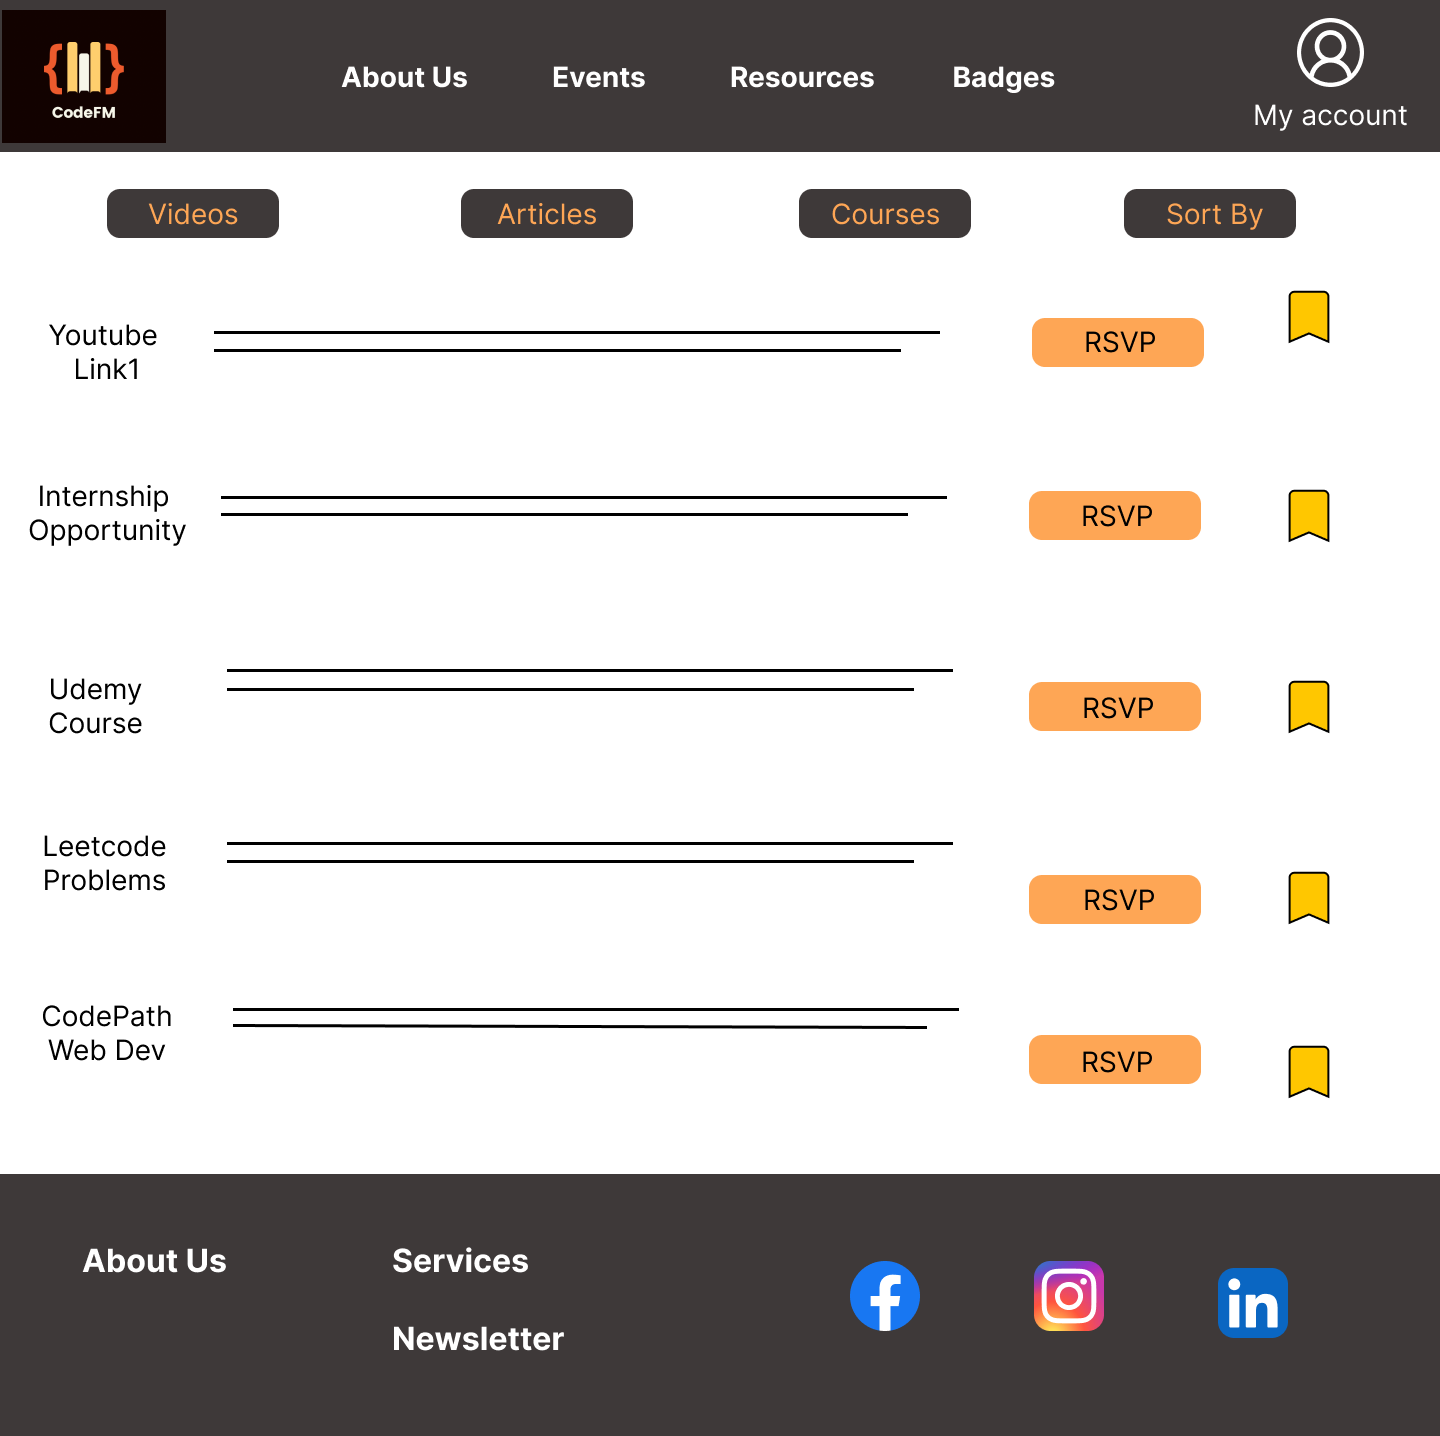 CodeFM
About Us
Events
Resources
Badges
My account
Videos
Articles
Courses
Sort By
Youtube
Link1
RSVP
Internship
Opportunity
RSVP
Udemy
Course
RSVP
Leetcode
Problems
RSVP
CodePath
Web Dev
RSVP
About Us
Services
Newsletter